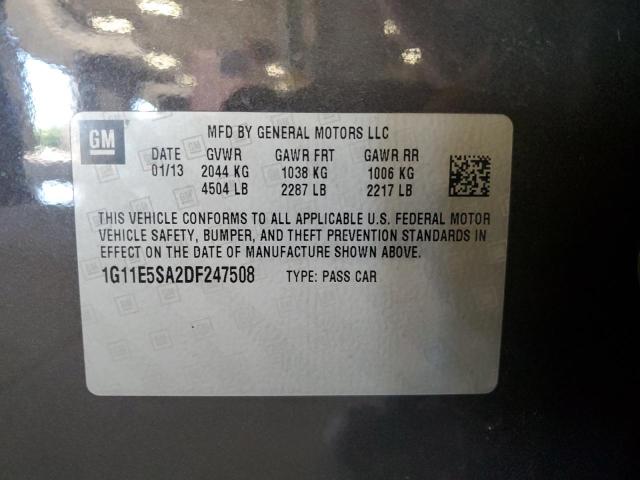 GM
MFD BY GENERAL MOTORS LLC
DATE GVWR GAWR FRT GAWR RR
01/13 2044 KG 1038 KG 1006 KG
4504 LB 2287 LB 2217 LB
THIS VEHICLE CONFORMS TO ALL APPLICABLE U.S. FEDERAL MOTOR
VEHICLE SAFETY, BUMPER, AND THEFT PREVENTION STANDARDS IN
EFFECT ON THE DATE OF MANUFACTURE SHOWN ABOVE.
1G11E5SA2DF247508 TYPE: PASS CAR